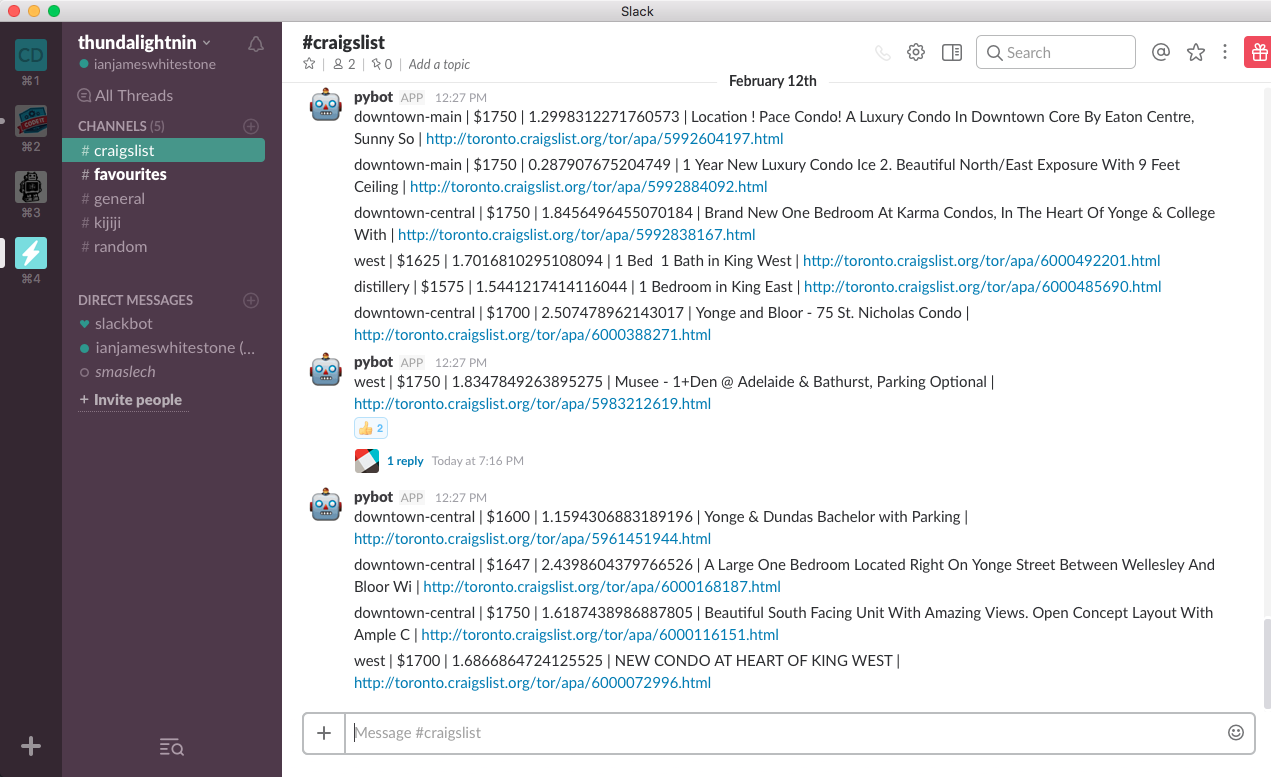 Slack
CD
⌘1
CODEIT
⌘2
⌘3
⌘4
thundalightnin
ianjameswhitestone
All Threads
CHANNELS (5)
# craigslist
# favourites
# general
# kijiji
# random
DIRECT MESSAGES
slackbot
ianjameswhitestone (...
smaslech
+ Invite people
#craigslist
2 | 0 | Add a topic
Search
February 12th
pybot APP 12:27 PM
downtown-main | $1750 | 1.2998312271760573 | Location ! Pace Condo! A Luxury Condo In Downtown Core By Eaton Centre,
Sunny So | http://toronto.craigslist.org/tor/apa/5992604197.html
downtown-main | $1750 | 0.287907675204749 | 1 Year New Luxury Condo Ice 2. Beautiful North/East Exposure With 9 Feet
Ceiling | http://toronto.craigslist.org/tor/apa/5992884092.html
downtown-central | $1750 | 1.8456496455070184 | Brand New One Bedroom At Karma Condos, In The Heart Of Yonge & College
With | http://toronto.craigslist.org/tor/apa/5992838167.html
west | $1625 | 1.7016810295108094 | 1 Bed  1 Bath in King West | http://toronto.craigslist.org/tor/apa/6000492201.html
distillery | $1575 | 1.5441217414116044 | 1 Bedroom in King East | http://toronto.craigslist.org/tor/apa/6000485690.html
downtown-central | $1700 | 2.507478962143017 | Yonge and Bloor - 75 St. Nicholas Condo |
http://toronto.craigslist.org/tor/apa/6000388271.html
pybot APP 12:27 PM
west | $1750 | 1.8347849263895275 | Musee - 1+Den @ Adelaide & Bathurst, Parking Optional |
http://toronto.craigslist.org/tor/apa/5983212619.html
2
1 reply Today at 7:16 PM
pybot APP 12:27 PM
downtown-central | $1600 | 1.1594306883189196 | Yonge & Dundas Bachelor with Parking |
http://toronto.craigslist.org/tor/apa/5961451944.html
downtown-central | $1647 | 2.4398604379766526 | A Large One Bedroom Located Right On Yonge Street Between Wellesley And
Bloor Wi | http://toronto.craigslist.org/tor/apa/6000168187.html
downtown-central | $1750 | 1.6187438986887805 | Beautiful South Facing Unit With Amazing Views. Open Concept Layout With
Ample C | http://toronto.craigslist.org/tor/apa/6000116151.html
west | $1700 | 1.6866864724125525 | NEW CONDO AT HEART OF KING WEST |
http://toronto.craigslist.org/tor/apa/6000072996.html
Message #craigslist